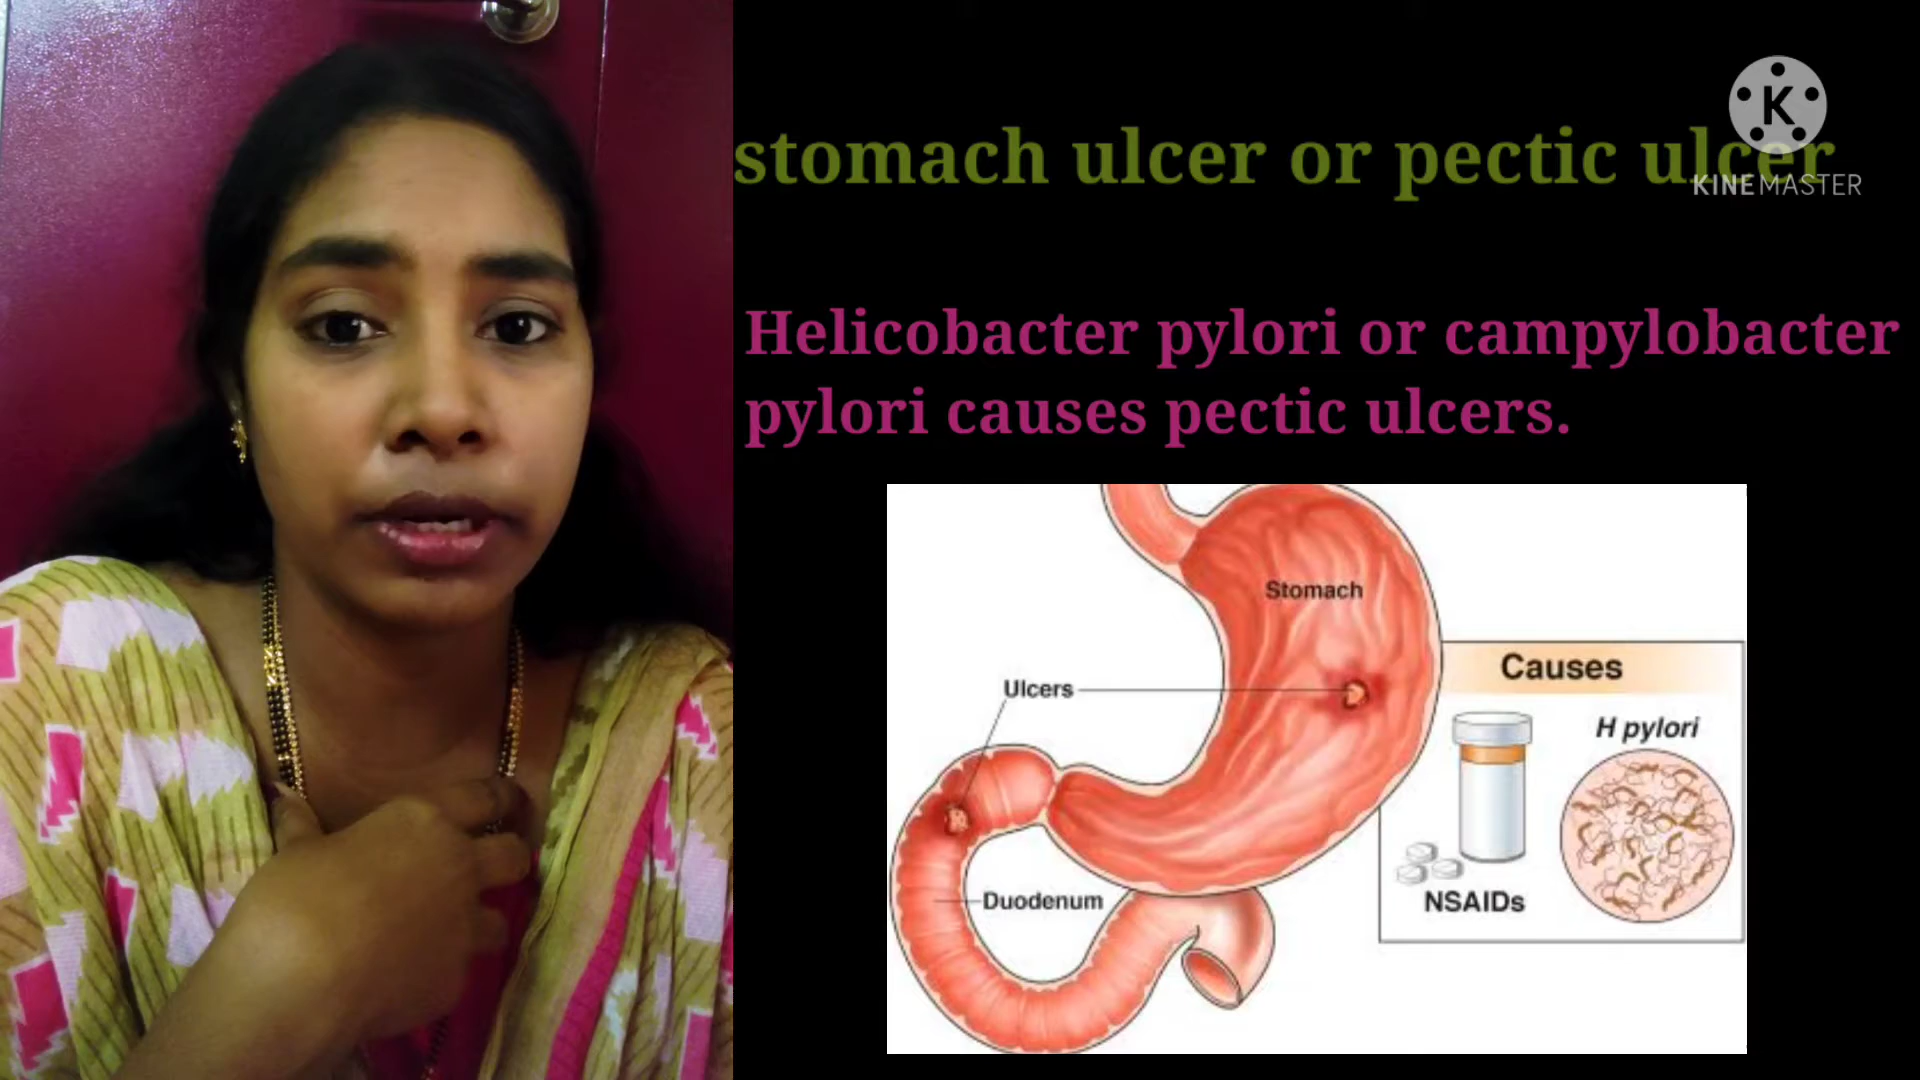 stomach ulcer or pectic ulcer
K
KINEMASTER
Helicobacter pylori or campylobacter
pylori causes pectic ulcers.
Stomach
Ulcers
Causes
H pylori
Duodenum
NSAIDs